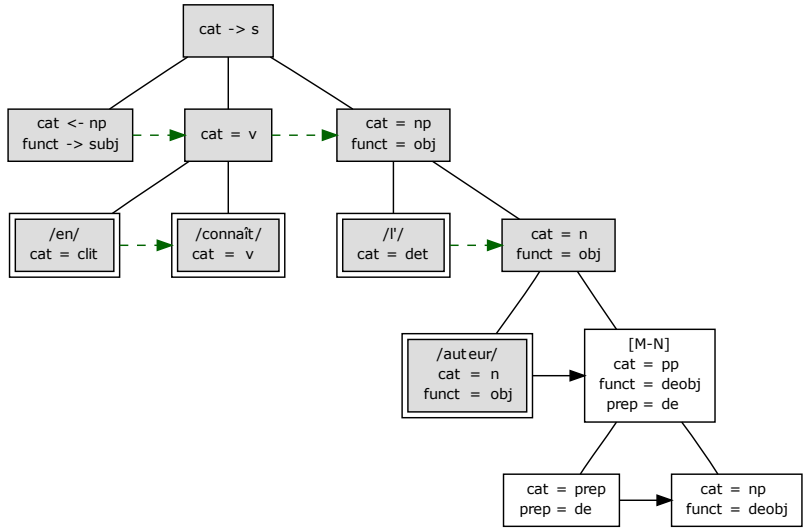 cat -> s
cat <- np
funct -> subj
cat = v
cat = np
funct = obj
/en/
cat = clit
/connaît/
cat = v
/l'/
cat = det
cat = n
funct = obj
/auteur/
cat = n
funct = obj
[M-N]
cat = pp
funct = deobj
prep = de
cat = prep
prep = de
cat = np
funct = deobj